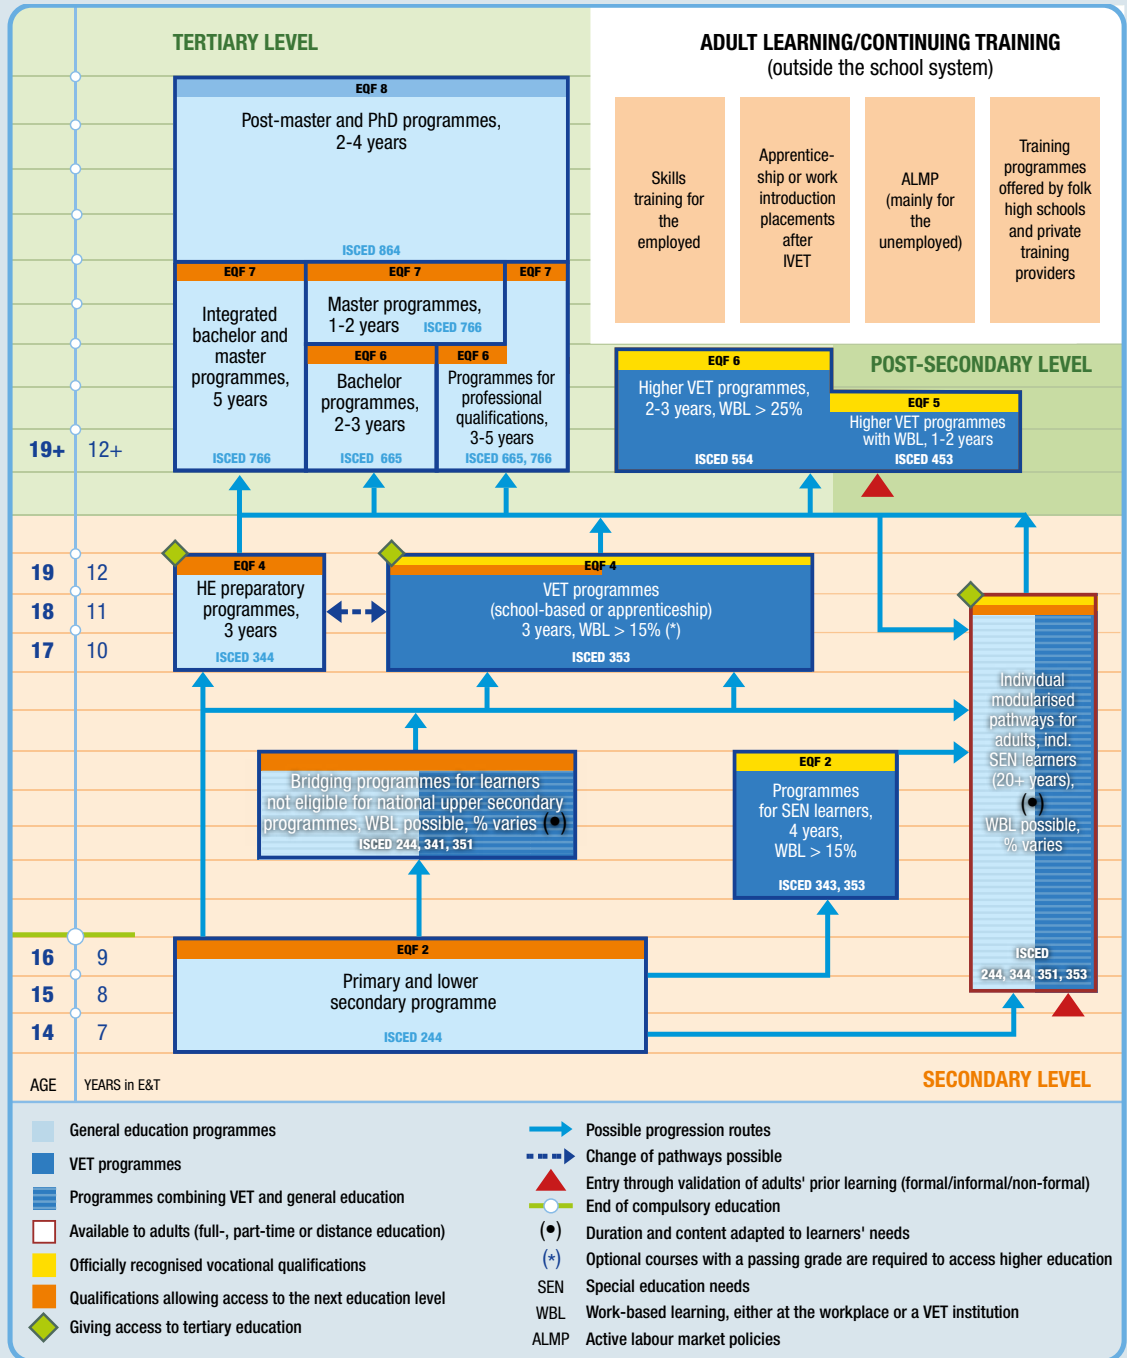 TERTIARY LEVEL
ADULT LEARNING/CONTINUING TRAINING
(outside the school system)
EQF 8
Post-master and PhD programmes,
2-4 years
ISCED 864
Skills
training for
the
employed
Apprentice-
ship or work
introduction
placements
after
IVET
ALMP
(mainly for
the
unemployed)
Training
programmes
offered by folk
high schools
and private
training
providers
EQF 7
Integrated
bachelor and
master
programmes,
5 years
ISCED 766
EQF 7
Master programmes,
1-2 years ISCED 766
EQF 7
EQF 6
Bachelor
programmes,
2-3 years
ISCED 665
EQF 6
Programmes for
professional
qualifications,
3-5 years
ISCED 665, 766
POST-SECONDARY LEVEL
EQF 6
Higher VET programmes,
2-3 years, WBL > 25%
ISCED 554
EQF 5
Higher VET programmes
with WBL, 1-2 years
ISCED 453
19+ 12+
19 12
18 11
17 10
EQF 4
HE preparatory
programmes,
3 years
ISCED 344
EQF 4
VET programmes
(school-based or apprenticeship)
3 years, WBL > 15% (*)
ISCED 353
Individual
modularised
pathways for
adults, incl.
SEN learners
(20+ years),
(•)
WBL possible,
% varies
ISCED
244, 344, 351, 353
Bridging programmes for learners
not eligible for national upper secondary
programmes, WBL possible, % varies (•)
ISCED 244, 341, 351
EQF 2
Programmes
for SEN learners,
4 years,
WBL > 15%
ISCED 343, 353
16 9
15 8
14 7
EQF 2
Primary and lower
secondary programme
ISCED 244
AGE YEARS in E&T
SECONDARY LEVEL
General education programmes
VET programmes
Programmes combining VET and general education
Available to adults (full-, part-time or distance education)
Officially recognised vocational qualifications
Qualifications allowing access to the next education level
Giving access to tertiary education
Possible progression routes
Change of pathways possible
Entry through validation of adults' prior learning (formal/informal/non-formal)
End of compulsory education
(•) Duration and content adapted to learners' needs
(*) Optional courses with a passing grade are required to access higher education
SEN Special education needs
WBL Work-based learning, either at the workplace or a VET institution
ALMP Active labour market policies